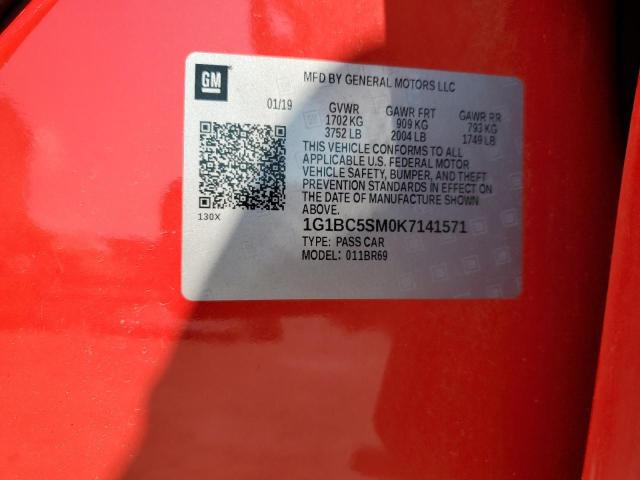 GM
MFD BY GENERAL MOTORS LLC
01/19
GVWR GAWR FRT GAWR RR
1702 KG 909 KG 793 KG
3752 LB 2004 LB 1749 LB
THIS VEHICLE CONFORMS TO ALL
APPLICABLE U.S. FEDERAL MOTOR
VEHICLE SAFETY, BUMPER, AND THEFT
PREVENTION STANDARDS IN EFFECT ON
THE DATE OF MANUFACTURE SHOWN
ABOVE.
130X
1G1BC5SM0K7141571
TYPE: PASS CAR
MODEL: 011BR69